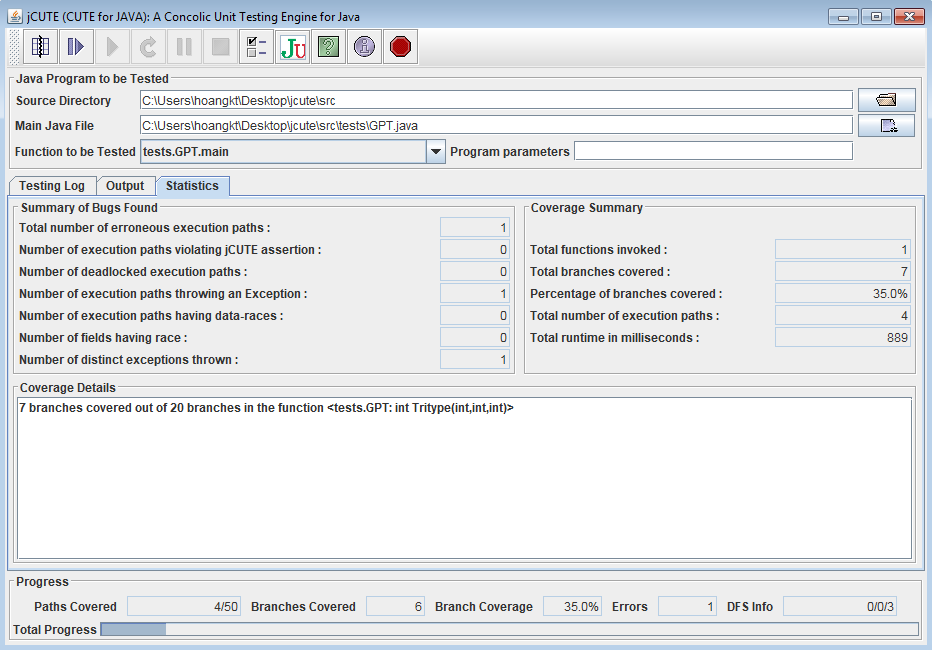 jCUTE (CUTE for JAVA): A Concolic Unit Testing Engine for Java
JU
?
i
Java Program to be Tested
Source Directory C:\Users\hoangkt\Desktop\jcute\src
Main Java File C:\Users\hoangkt\Desktop\jcute\src\tests\GPT.java
Function to be Tested tests.GPT.main Program parameters
Testing Log Output Statistics
Summary of Bugs Found
Total number of erroneous execution paths : 1
Number of execution paths violating jCUTE assertion : 0
Number of deadlocked execution paths : 0
Number of execution paths throwing an Exception : 1
Number of execution paths having data-races : 0
Number of fields having race : 0
Number of distinct exceptions thrown : 1
Coverage Summary
Total functions invoked : 1
Total branches covered : 7
Percentage of branches covered : 35.0%
Total number of execution paths : 4
Total runtime in milliseconds : 889
Coverage Details
7 branches covered out of 20 branches in the function <tests.GPT: int Tritype(int,int,int)>
Progress
Paths Covered 4/50 Branches Covered 6 Branch Coverage 35.0% Errors 1 DFS Info 0/0/3
Total Progress